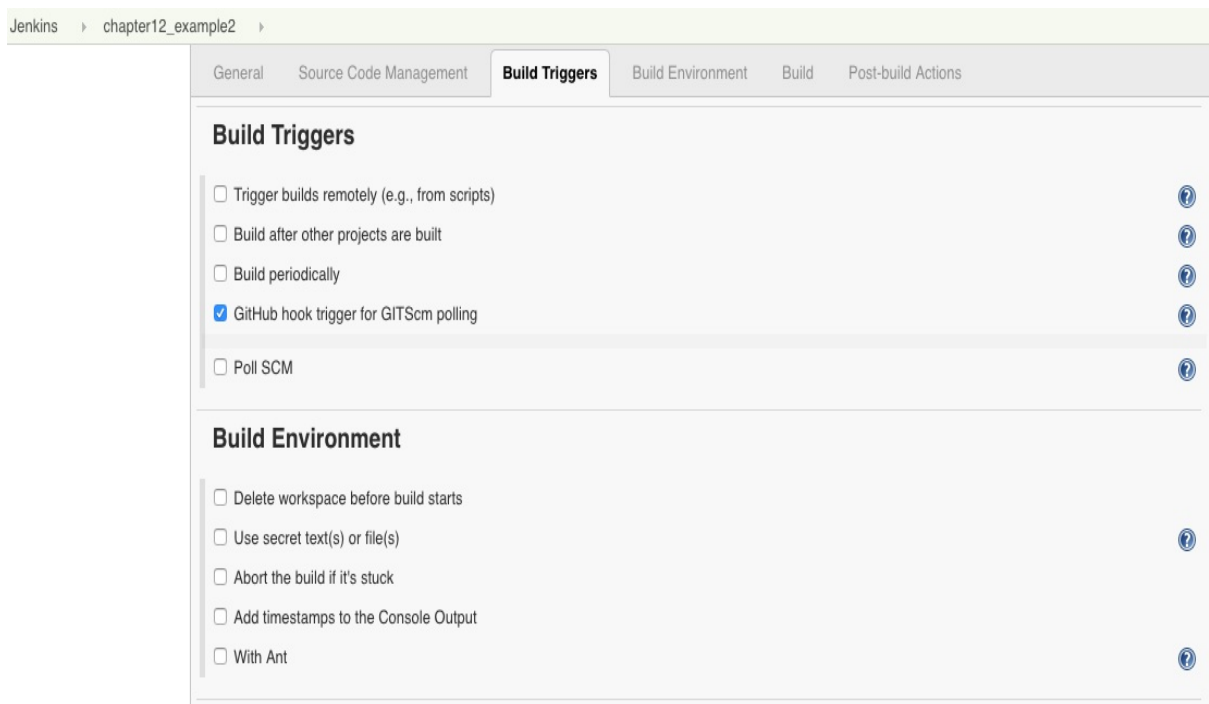 Jenkins chapter12_example2
General Source Code Management Build Triggers Build Environment Build Post-build Actions
Build Triggers
Trigger builds remotely (e.g., from scripts)
Build after other projects are built
Build periodically
GitHub hook trigger for GITScm polling
Poll SCM
Build Environment
Delete workspace before build starts
Use secret text(s) or file(s)
Abort the build if it's stuck
Add timestamps to the Console Output
With Ant